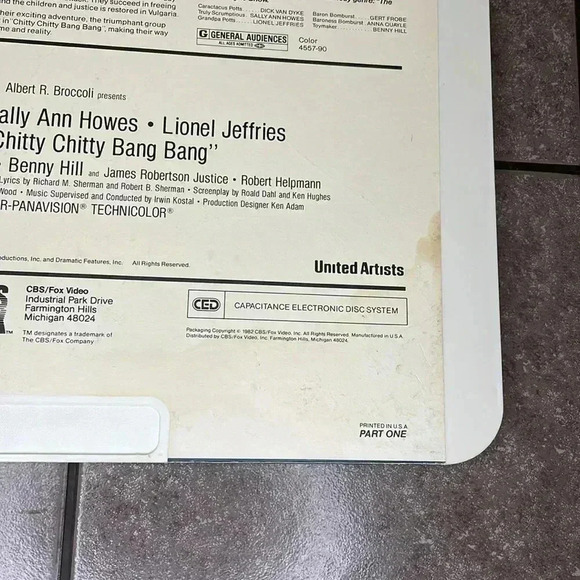 and the children and justice is restored in Vulgaria
their exciting adventure, the triumphant group
in 'Chitty Chitty Bang Bang', making their way
me and reality.
Caractacus Potts DICK VAN DYKE
Truly Scrumptious SALLY ANN HOWES
Grandpa Potts LIONEL JEFFRIES
Baron Bomburst GERT FROBE
Baroness Bomburst ANNA QUAYLE
Toymaker BENNY HILL
G GENERAL AUDIENCES
ALL AGES ADMITTED
Color
4557-90
Albert R. Broccoli presents
ally Ann Howes • Lionel Jeffries
Chitty Chitty Bang Bang"
• Benny Hill and James Robertson Justice • Robert Helpmann
Lyrics by Richard M. Sherman and Robert B. Sherman • Screenplay by Roald Dahl and Ken Hughes
Wood • Music Supervised and Conducted by Irwin Kostal • Production Designer Ken Adam
R-PANAVISION® TECHNICOLOR®
oductions, Inc. and Dramatic Features, Inc. All Rights Reserved.
United Artists
S
TM
CBS/Fox Video
Industrial Park Drive
Farmington Hills
Michigan 48024
TM designates a trademark of
The CBS/Fox Company
CED CAPACITANCE ELECTRONIC DISC SYSTEM
Packaging Copyright © 1982 CBS/Fox Video, Inc. All Rights Reserved. Manufactured in U.S.A.
Distributed by CBS/Fox Video, Inc. Farmington Hills, Michigan 48024.
PRINTED IN U.S.A.
PART ONE